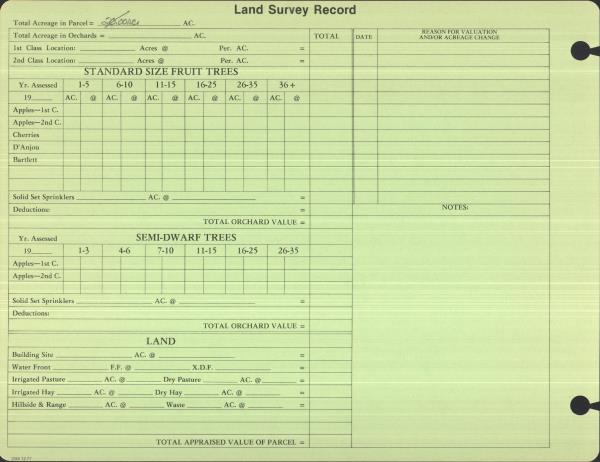 Land Survey Record
Total Acreage in Parcel = AC.
Total Acreage in Orchards = AC. TOTAL DATE REASON FOR VALUATION AND/OR ACREAGE CHANGE
1st Class Location: Acres @ Per. AC. =
2nd Class Location: Acres @ Per. AC. =
STANDARD SIZE FRUIT TREES
Yr. Assessed 1-5 6-10 11-15 16-25 26-35 36 +
19 AC. @ AC. @ AC. @ AC. @ AC. @ AC. @
Apples—1st C.
Apples—2nd C.
Cherries
D'Anjou
Bartlett
Solid Set Sprinklers AC. @ =
Deductions: = NOTES:
TOTAL ORCHARD VALUE =
Yr. Assessed SEMI-DWARF TREES
19 1-3 4-6 7-10 11-15 16-25 26-35
Apples—1st C.
Apples—2nd C.
Solid Set Sprinklers AC. @ =
Deductions:
TOTAL ORCHARD VALUE =
LAND
Building Site AC. @ =
Water Front F.F. @ X.D.F. =
Irrigated Pasture AC. @ Dry Pasture AC. @ =
Irrigated Hay AC. @ Dry Hay AC. @ =
Hillside & Range AC. @ Waste AC. @ =
TOTAL APPRAISED VALUE OF PARCEL =